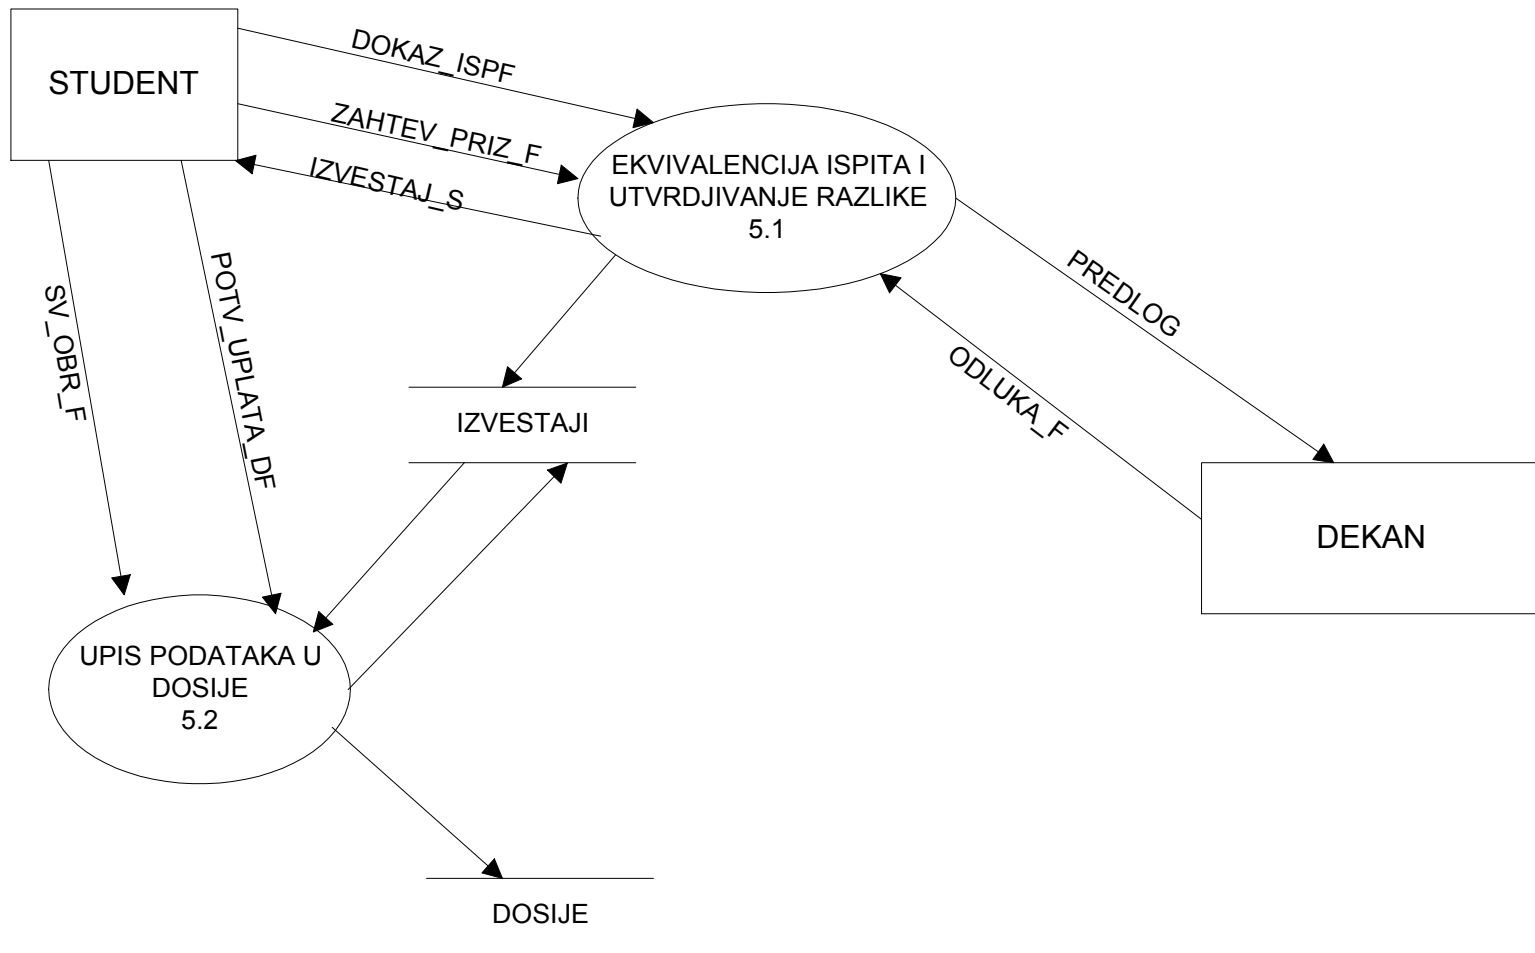 STUDENT
DOKAZ_ISPF
ZAHTEV_PRIZ_F
IZVESTAJ_S
EKVIVALENCIJA ISPITA I
UTVRDJIVANJE RAZLIKE
5.1
SV_OBR_F
POTV_UPLATA_DF
PREDLOG
ODLUKA_F
IZVESTAJI
DEKAN
UPIS PODATAKA U
DOSIJE
5.2
DOSIJE